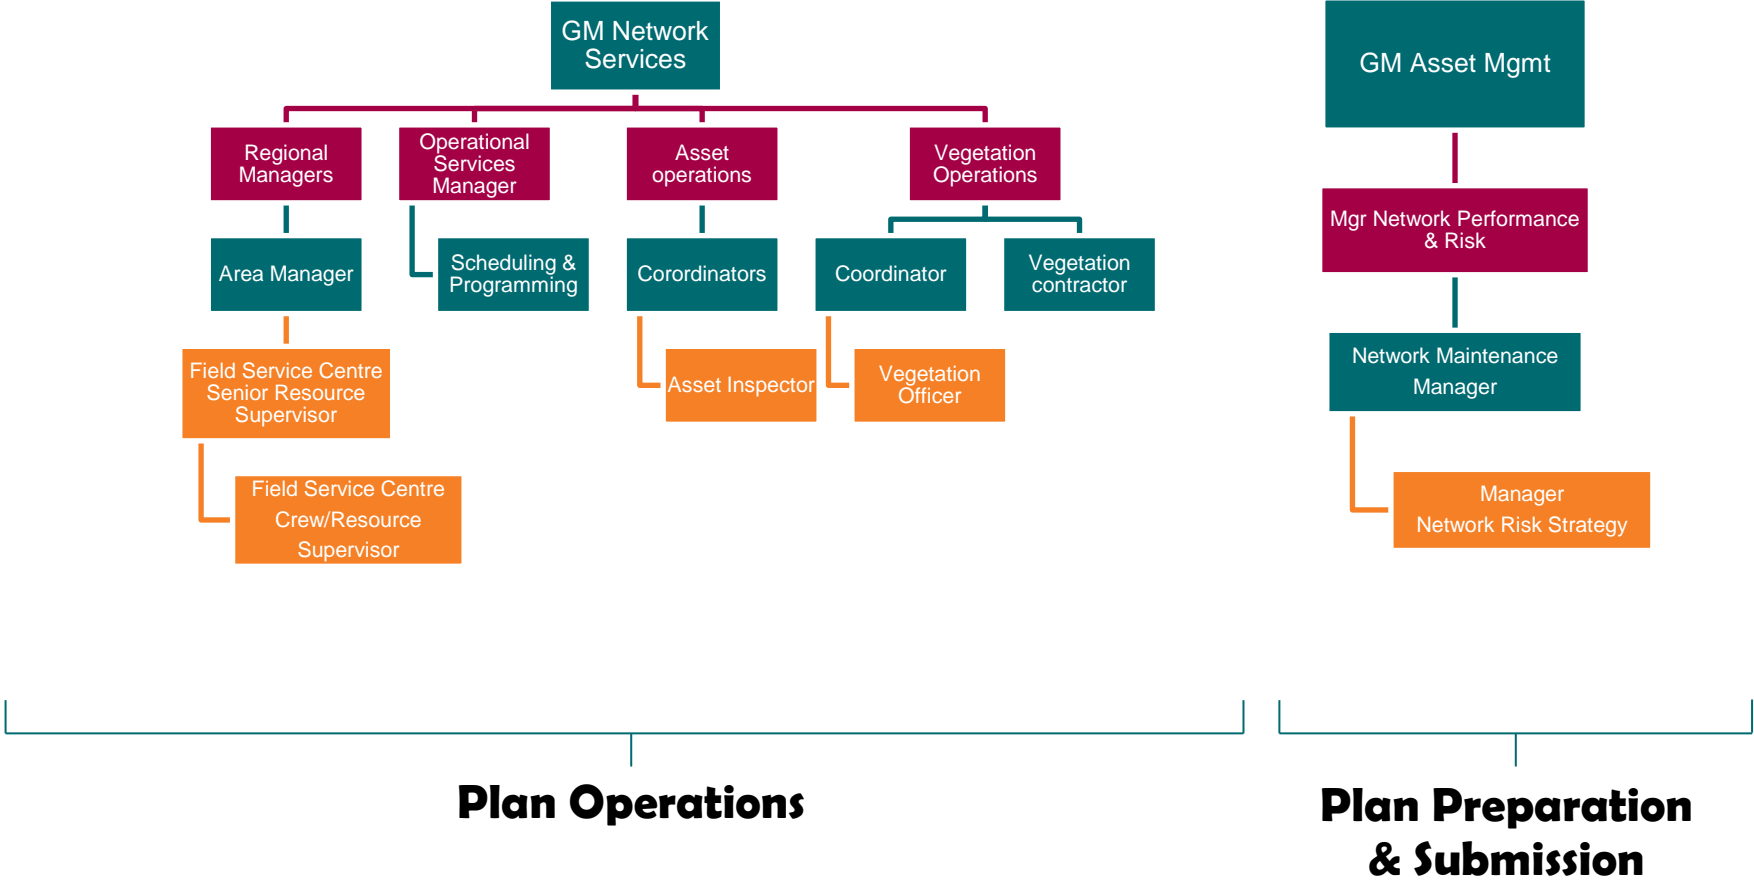 GM Network
Services
GM Asset Mgmt
Regional
Managers
Operational
Services
Manager
Asset
operations
Vegetation
Operations
Mgr Network Performance
& Risk
Area Manager
Scheduling &
Programming
Corordinators
Coordinator
Vegetation
contractor
Network Maintenance
Manager
Field Service Centre
Senior Resource
Supervisor
Asset Inspector
Vegetation
Officer
Field Service Centre
Crew/Resource
Supervisor
Manager
Network Risk Strategy
Plan Operations
Plan Preparation
& Submission